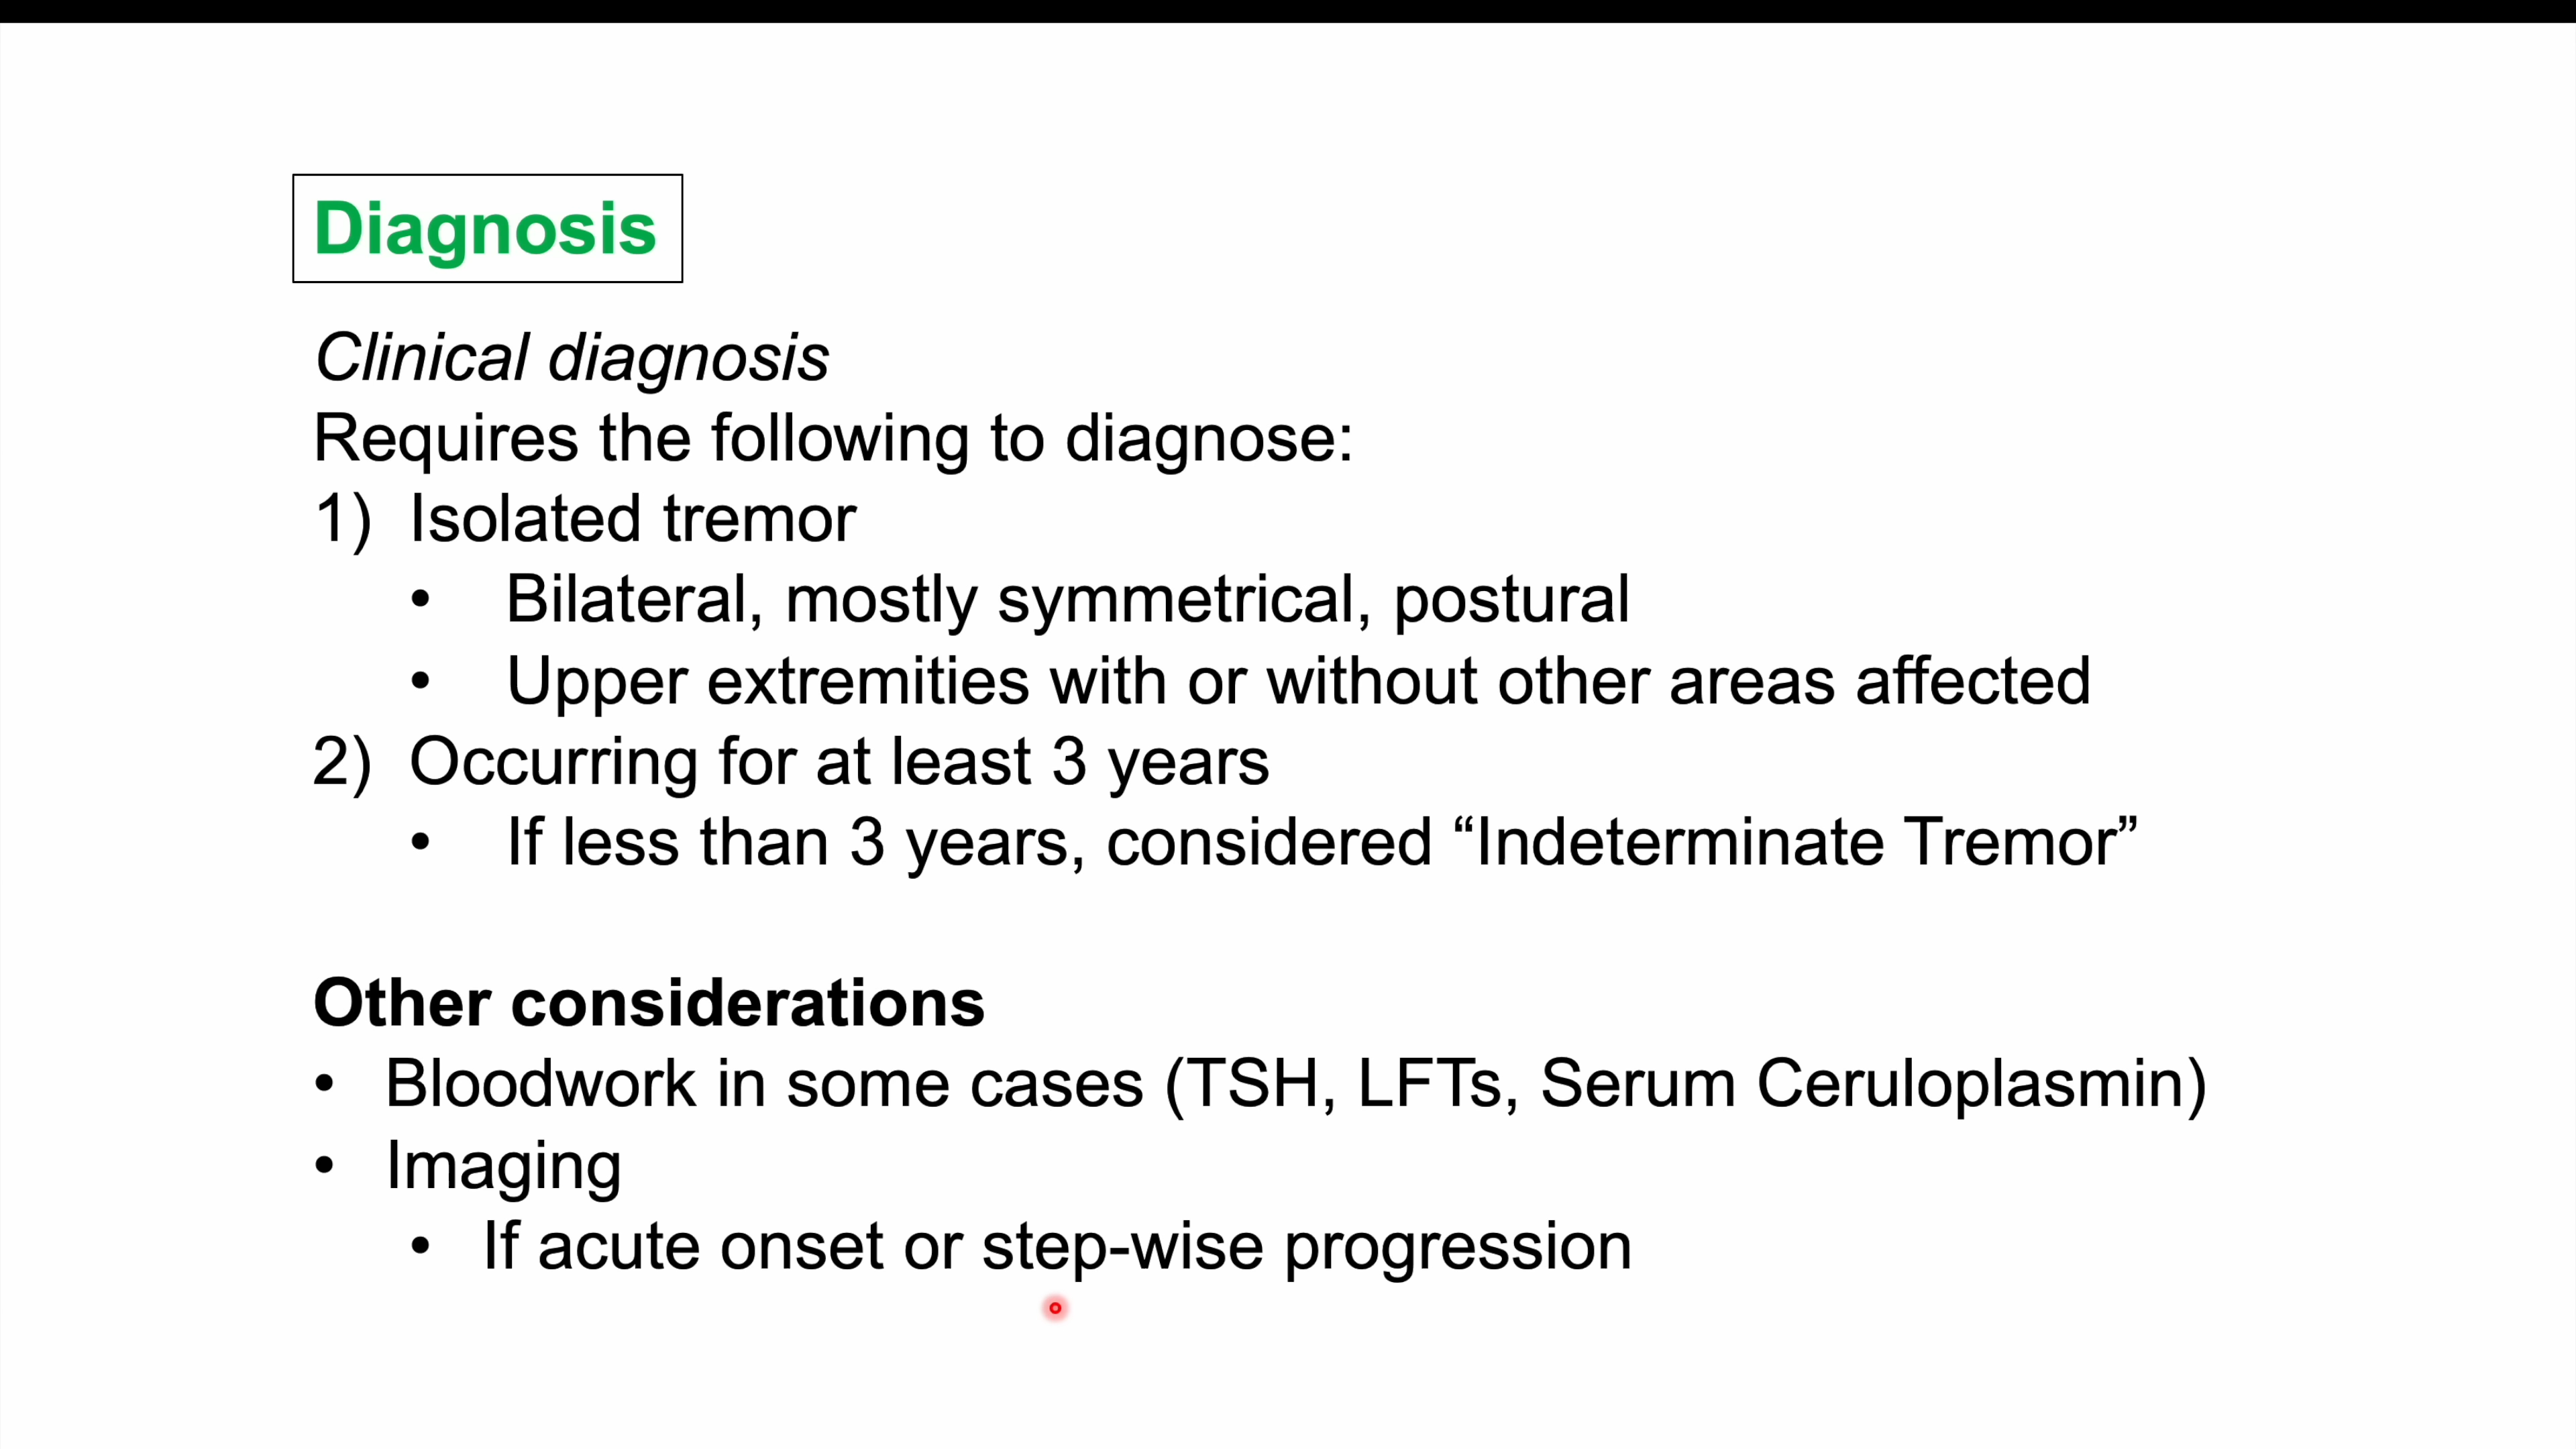 Diagnosis
Clinical diagnosis
Requires the following to diagnose:
1) Isolated tremor
• Bilateral, mostly symmetrical, postural
• Upper extremities with or without other areas affected
2) Occurring for at least 3 years
• If less than 3 years, considered “Indeterminate Tremor”
Other considerations
• Bloodwork in some cases (TSH, LFTs, Serum Ceruloplasmin)
• Imaging
• If acute onset or step-wise progression